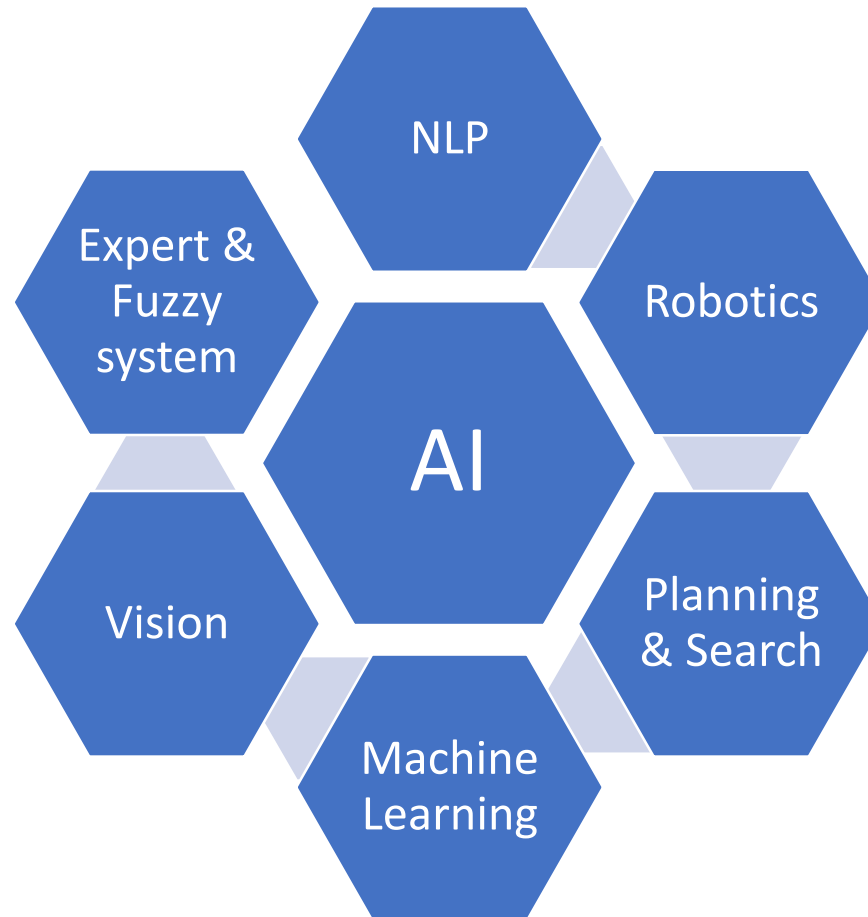 NLP
Expert &
Fuzzy
system
Robotics
AI
Planning
& Search
Vision
Machine
Learning